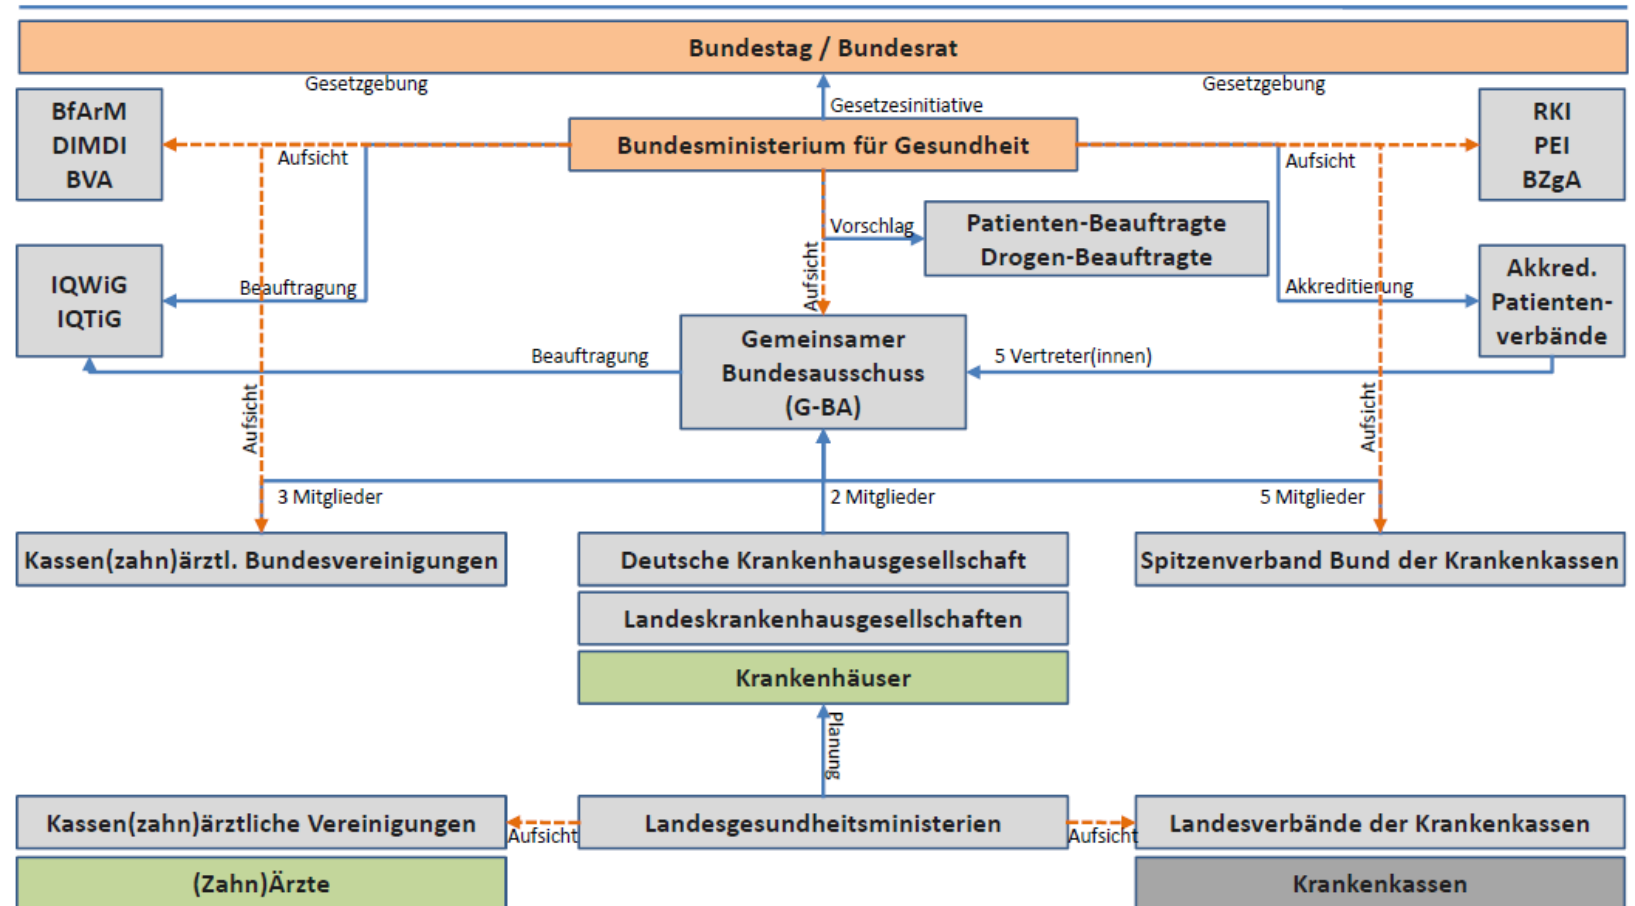 Bundestag / Bundesrat
Gesetzgebung
Gesetzgebung
BfArM
DIMDI
BVA
Gesetzesinitiative
Bundesministerium für Gesundheit
RKI
PEI
BZgA
Aufsicht
Aufsicht
Vorschlag
Aufsicht
Patienten-Beauftragte
Drogen-Beauftragte
IQWiG
IQTiG
Beauftragung
Akkreditierung
Akkred.
Patienten-
verbände
Beauftragung
Gemeinsamer
Bundesausschuss
(G-BA)
5 Vertreter(innen)
Aufsicht
Aufsicht
3 Mitglieder
2 Mitglieder
5 Mitglieder
Kassen(zahn)ärztl. Bundesvereinigungen
Deutsche Krankenhausgesellschaft
Spitzenverband Bund der Krankenkassen
Landeskrankenhausgesellschaften
Krankenhäuser
Planung
Kassen(zahn)ärztliche Vereinigungen
Aufsicht
Landesgesundheitsministerien
Aufsicht
Landesverbände der Krankenkassen
(Zahn)Ärzte
Krankenkassen